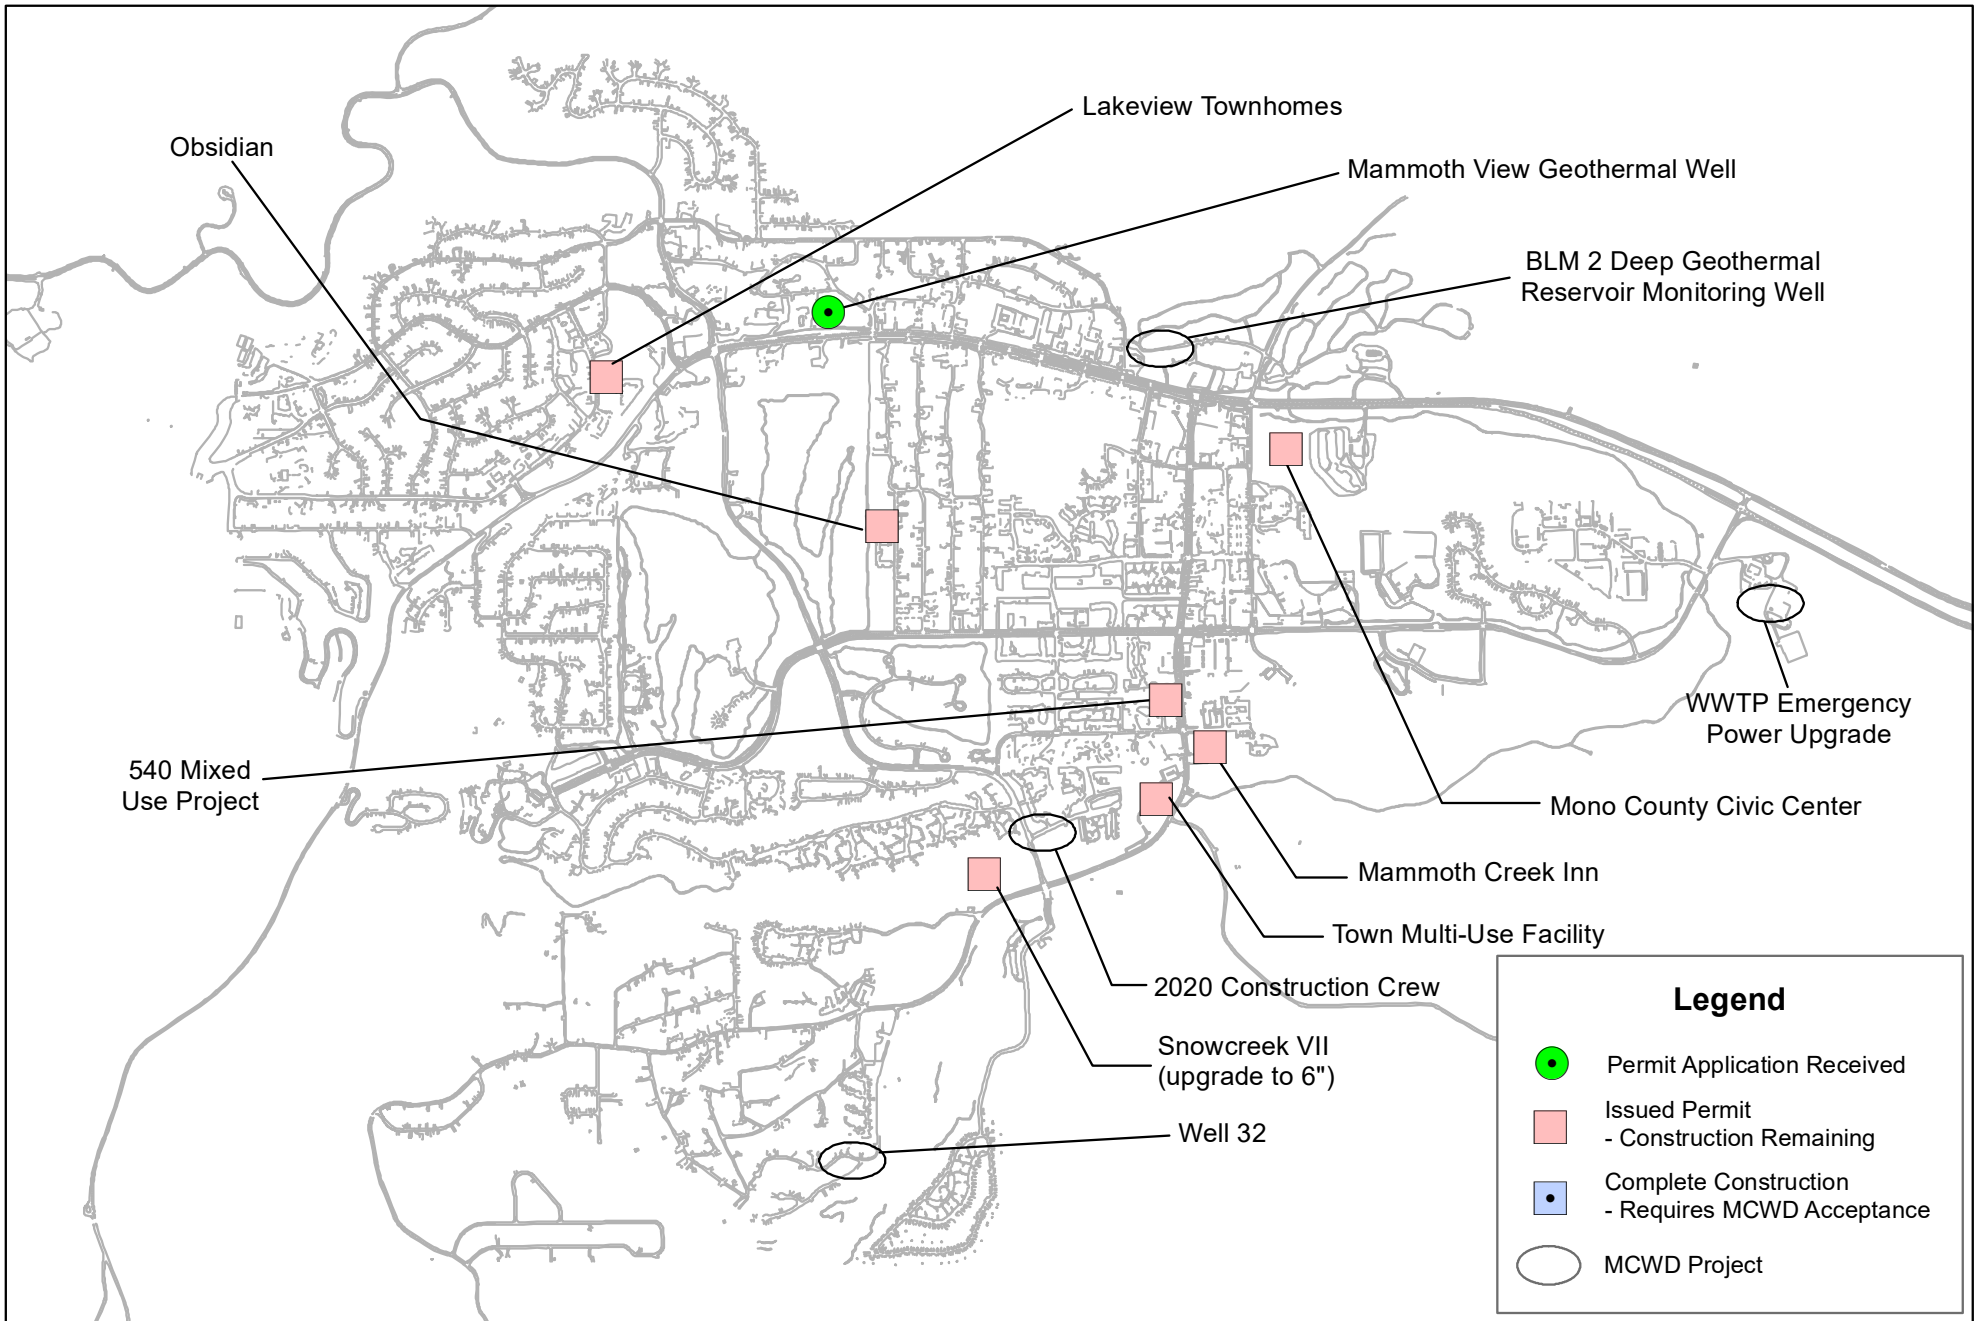 Lakeview Townhomes
Obsidian
Mammoth View Geothermal Well
BLM 2 Deep Geothermal
Reservoir Monitoring Well
WWTP Emergency
Power Upgrade
540 Mixed
Use Project
Mono County Civic Center
Mammoth Creek Inn
Town Multi-Use Facility
2020 Construction Crew
Snowcreek VII
(upgrade to 6")
Well 32
Legend
Permit Application Received
Issued Permit
- Construction Remaining
Complete Construction
- Requires MCWD Acceptance
MCWD Project